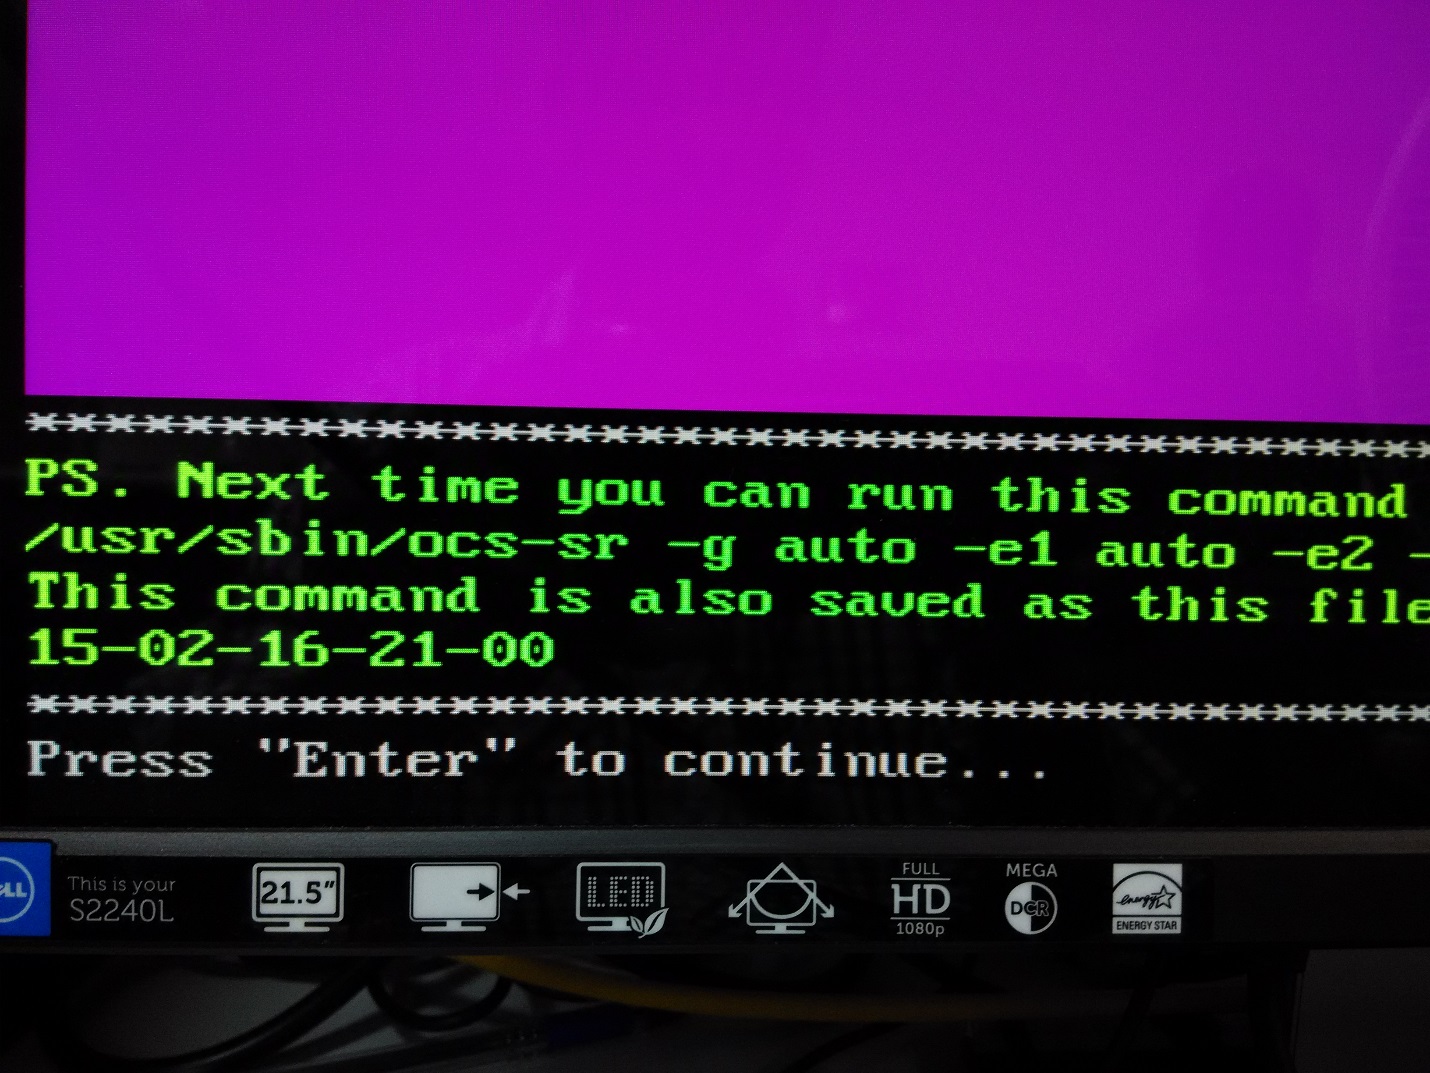 ****************************************
PS. Next time you can run this command
/usr/sbin/ocs-sr -g auto -e1 auto -e2 -
This command is also saved as this file
15-02-16-21-00
****************************************
Press "Enter" to continue...
DELL
This is your
S2240L
21.5"
LED
FULL
HD
1080p
MEGA
DCR
energy
ENERGY STAR